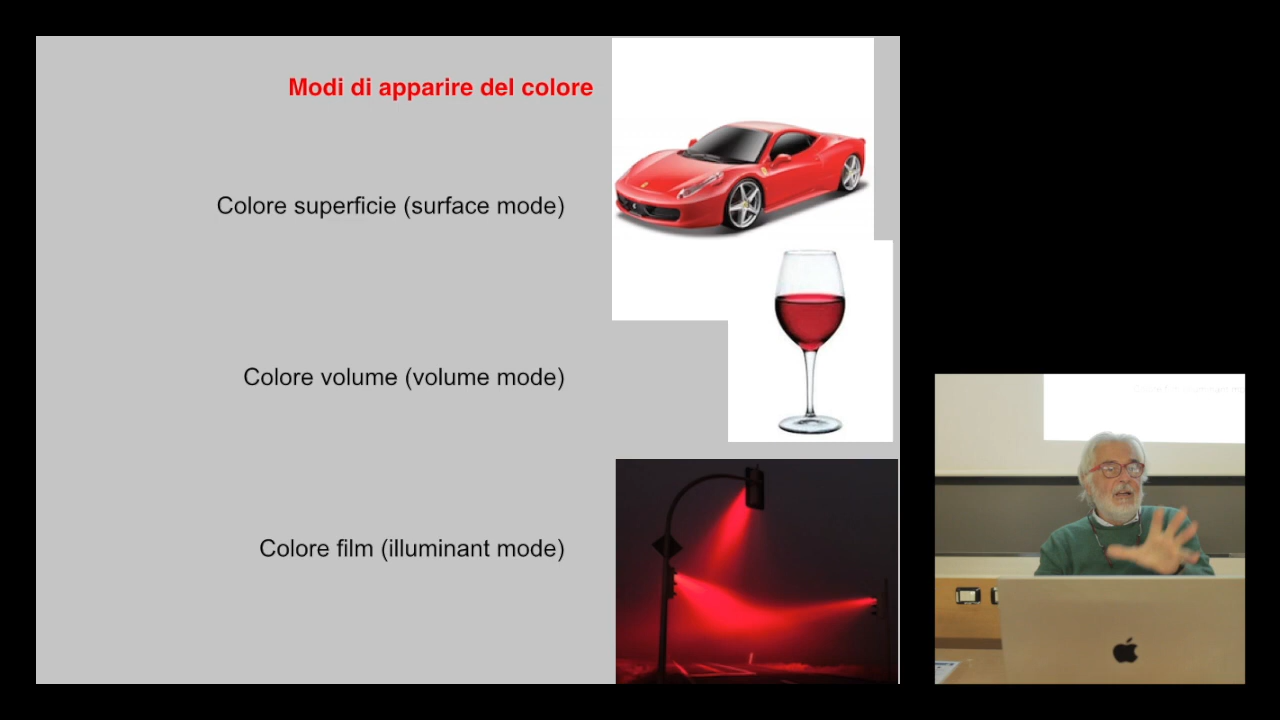 Modi di apparire del colore
Colore superficie (surface mode)
Colore volume (volume mode)
Colore film (illuminant mode)